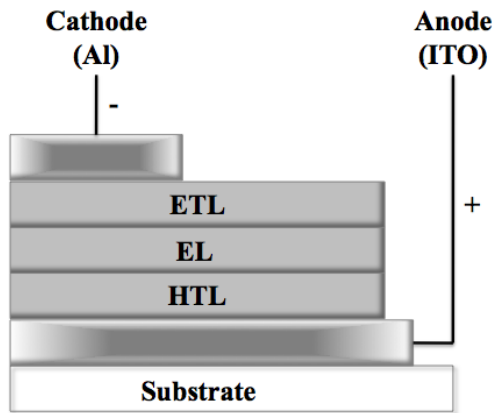 Cathode
(Al)
Anode
(ITO)
-
+
ETL
EL
HTL
Substrate